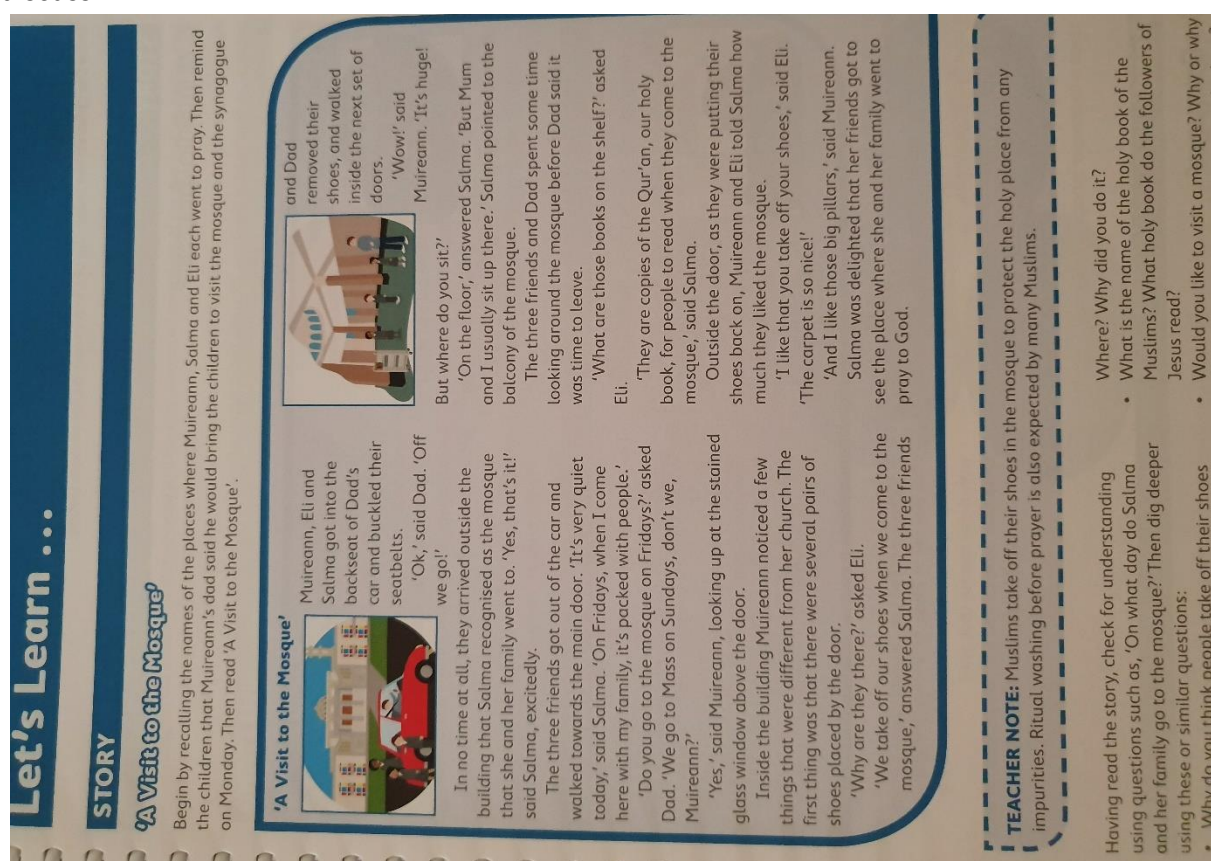 Let's Learn ...
STORY
'A Visit to the Mosque'
Begin by recalling the names of the places where Muireann, Salma and Eli each went to pray. Then remind
the children that Muireann's dad said he would bring the children to visit the mosque and the synagogue
on Monday. Then read 'A Visit to the Mosque'.
'A Visit to the Mosque'
Muireann, Eli and
Salma got into the
backseat of Dad's
car and buckled their
seatbelts.
'Ok,' said Dad. 'Off
we go!'
In no time at all, they arrived outside the
building that Salma recognised as the mosque
that she and her family went to. 'Yes, that's it!'
said Salma, excitedly.
The three friends got out of the car and
walked towards the main door. 'It's very quiet
today,' said Salma. 'On Fridays, when I come
here with my family, it's packed with people.'
'Do you go to the mosque on Fridays?' asked
Dad. 'We go to Mass on Sundays, don't we,
Muireann?'
'Yes,' said Muireann, looking up at the stained
glass window above the door.
Inside the building Muireann noticed a few
things that were different from her church. The
first thing was that there were several pairs of
shoes placed by the door.
'Why are they there?' asked Eli.
'We take off our shoes when we come to the
mosque,' answered Salma. The three friends
and Dad
removed their
shoes, and walked
inside the next set of
doors.
'Wow!' said
Muireann. 'It's huge!
But where do you sit?'
'On the floor,' answered Salma. 'But Mum
and I usually sit up there.' Salma pointed to the
balcony of the mosque.
The three friends and Dad spent some time
looking around the mosque before Dad said it
was time to leave.
'What are those books on the shelf?' asked
Eli.
'They are copies of the Qur'an, our holy
book, for people to read when they come to the
mosque,' said Salma.
Outside the door, as they were putting their
shoes back on, Muireann and Eli told Salma how
much they liked the mosque.
'I like that you take off your shoes,' said Eli.
'The carpet is so nice!'
'And I like those big pillars,' said Muireann.
Salma was delighted that her friends got to
see the place where she and her family went to
pray to God.
TEACHER NOTE: Muslims take off their shoes in the mosque to protect the holy place from any
impurities. Ritual washing before prayer is also expected by many Muslims.
Having read the story, check for understanding
using questions such as, 'On what day do Salma
and her family go to the mosque?' Then dig deeper
using these or similar questions:
• Why do you think people take off their shoes
Where? Why did you do it?
• What is the name of the holy book of the
Muslims? What holy book do the followers of
Jesus read?
• Would you like to visit a mosque? Why or why